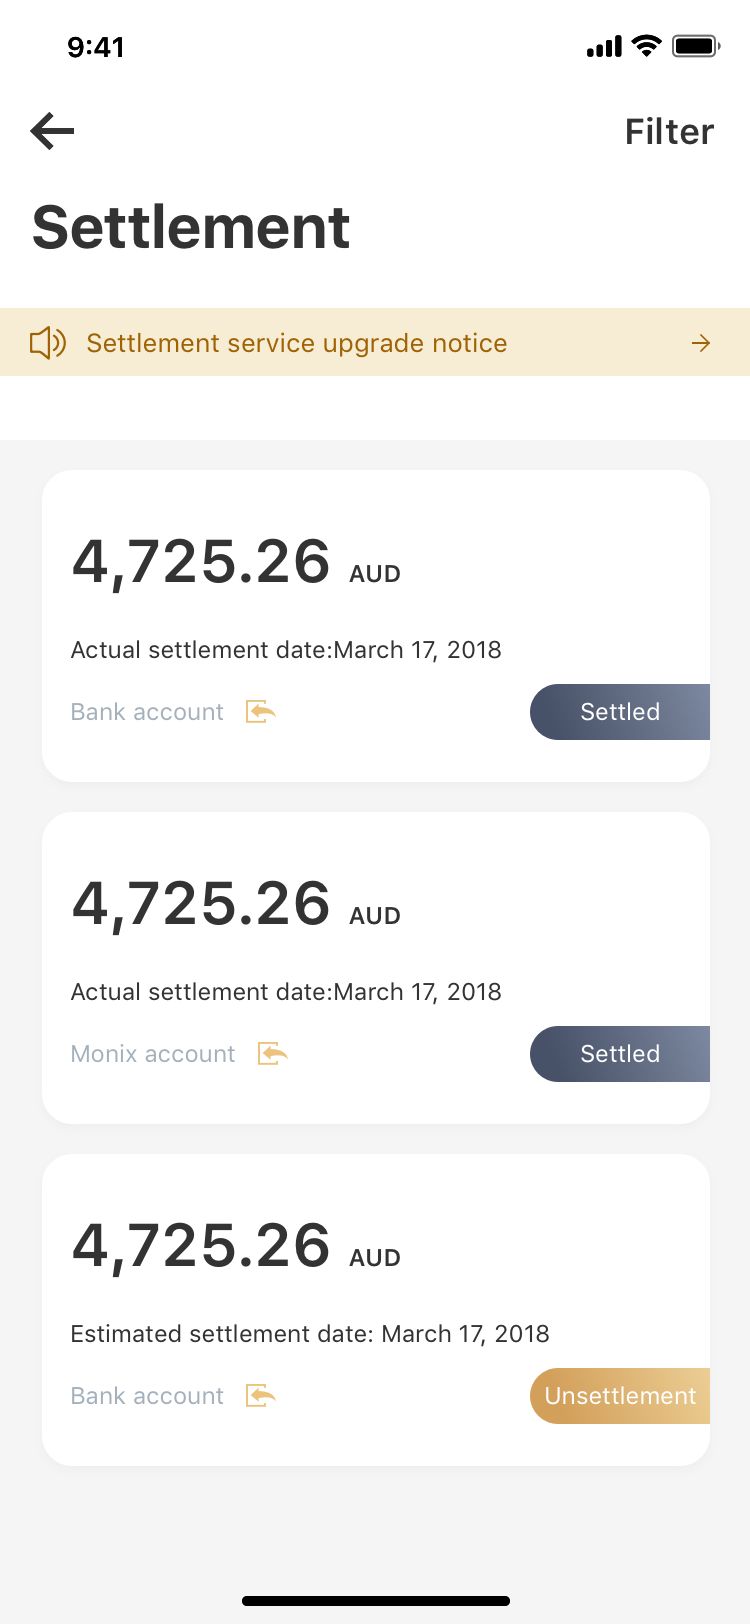 9:41
Filter
Settlement
Settlement service upgrade notice
4,725.26 AUD
Actual settlement date:March 17, 2018
Bank account
Settled
4,725.26 AUD
Actual settlement date:March 17, 2018
Monix account
Settled
4,725.26 AUD
Estimated settlement date: March 17, 2018
Bank account
Unsettlement